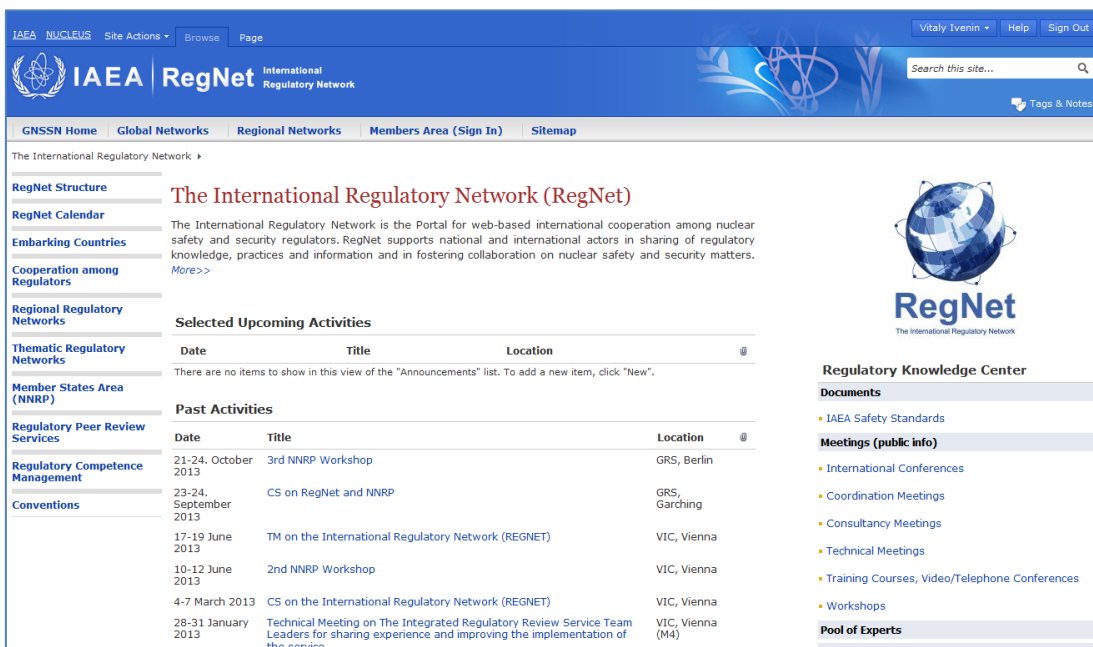 IAEA NUCLEUS Site Actions Browse Page
Vitaly Ivenin Help Sign Out
IAEA RegNet International
Regulatory Network
Search this site...
Tags & Notes
GNSSN Home Global Networks Regional Networks Members Area (Sign In) Sitemap
The International Regulatory Network
RegNet Structure
RegNet Calendar
Embarking Countries
Cooperation among
Regulators
Regional Regulatory
Networks
Thematic Regulatory
Networks
Member States Area
(NNRP)
Regulatory Peer Review
Services
Regulatory Competence
Management
Conventions
The International Regulatory Network (RegNet)
The International Regulatory Network is the Portal for web-based international cooperation among nuclear
safety and security regulators. RegNet supports national and international actors in sharing of regulatory
knowledge, practices and information and in fostering collaboration on nuclear safety and security matters.
More>>
Selected Upcoming Activities
Date Title Location
There are no items to show in this view of the "Announcements" list. To add a new item, click "New".
Past Activities
Date Title Location
21-24. October 3rd NNRP Workshop GRS, Berlin
2013
23-24. CS on RegNet and NNRP GRS,
September Garching
2013
17-19 June TM on the International Regulatory Network (REGNET) VIC, Vienna
2013
10-12 June 2nd NNRP Workshop VIC, Vienna
2013
4-7 March 2013 CS on the International Regulatory Network (REGNET) VIC, Vienna
28-31 January Technical Meeting on The Integrated Regulatory Review Service Team VIC, Vienna
2013 Leaders for sharing experience and improving the implementation of (M4)
the service
RegNet
The International Regulatory Network
Regulatory Knowledge Center
Documents
IAEA Safety Standards
Meetings (public info)
International Conferences
Coordination Meetings
Consultancy Meetings
Technical Meetings
Training Courses, Video/Telephone Conferences
Workshops
Pool of Experts